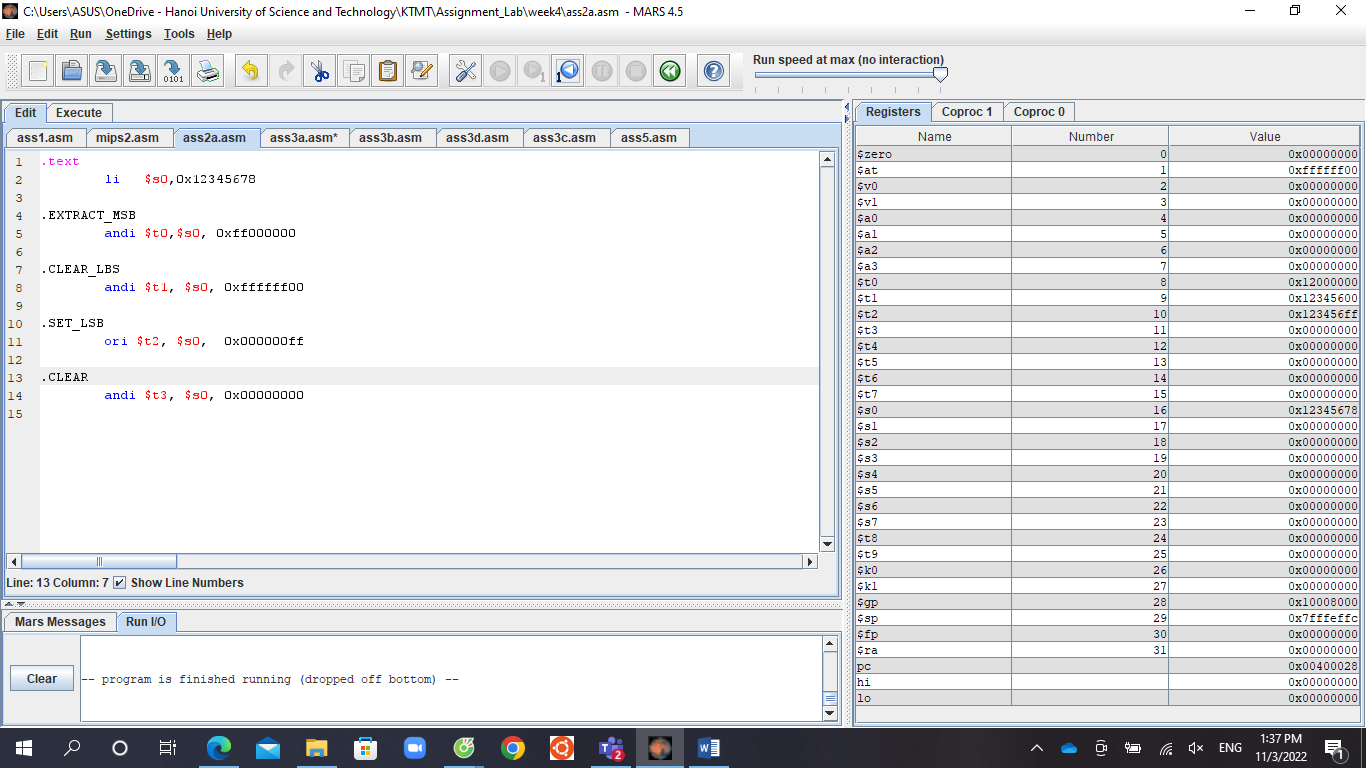 C:\Users\ASUS\OneDrive - Hanoi University of Science and Technology\KTMT\Assignment_Lab\week4\ass2a.asm - MARS 4.5
File Edit Run Settings Tools Help
Run speed at max (no interaction)
Edit Execute
ass1.asm mips2.asm ass2a.asm ass3a.asm* ass3b.asm ass3d.asm ass3c.asm ass5.asm
1 .text
2 li $s0,0x12345678
3
4 .EXTRACT_MSB
5 andi $t0,$s0, 0xff000000
6
7 .CLEAR_LBS
8 andi $t1, $s0, 0xffffff00
9
10 .SET_LSB
11 ori $t2, $s0, 0x000000ff
12
13 .CLEAR
14 andi $t3, $s0, 0x00000000
15
Line: 13 Column: 7 Show Line Numbers
Mars Messages Run I/O
Clear
-- program is finished running (dropped off bottom) --
Registers Coproc 1 Coproc 0
Name Number Value
$zero 0 0x00000000
$at 1 0xffffff00
$v0 2 0x00000000
$v1 3 0x00000000
$a0 4 0x00000000
$a1 5 0x00000000
$a2 6 0x00000000
$a3 7 0x00000000
$t0 8 0x12000000
$t1 9 0x12345600
$t2 10 0x123456ff
$t3 11 0x00000000
$t4 12 0x00000000
$t5 13 0x00000000
$t6 14 0x00000000
$t7 15 0x00000000
$s0 16 0x12345678
$s1 17 0x00000000
$s2 18 0x00000000
$s3 19 0x00000000
$s4 20 0x00000000
$s5 21 0x00000000
$s6 22 0x00000000
$s7 23 0x00000000
$t8 24 0x00000000
$t9 25 0x00000000
$k0 26 0x00000000
$k1 27 0x00000000
$gp 28 0x10008000
$sp 29 0x7fffeffc
$fp 30 0x00000000
$ra 31 0x00000000
pc 0x00400028
hi 0x00000000
lo 0x00000000
ENG 1:37 PM
11/3/2022